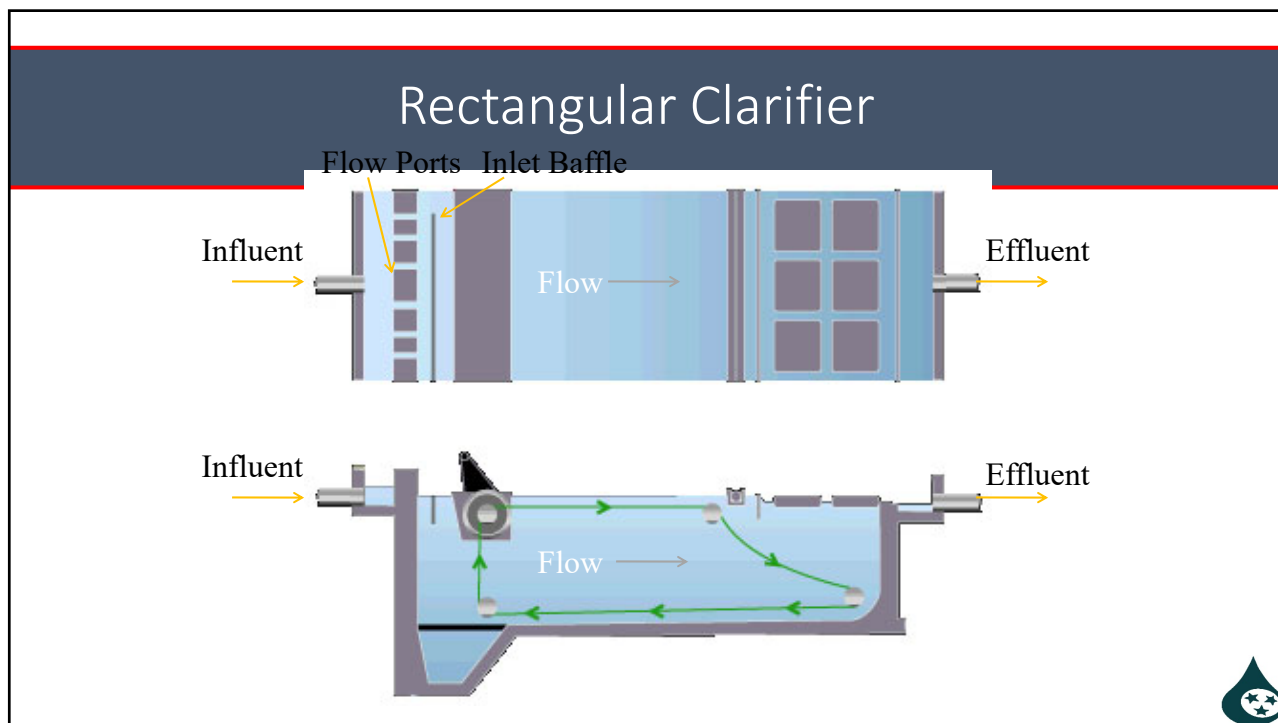 Rectangular Clarifier
Flow Ports Inlet Baffle
Influent
Effluent
Flow
Influent
Effluent
Flow